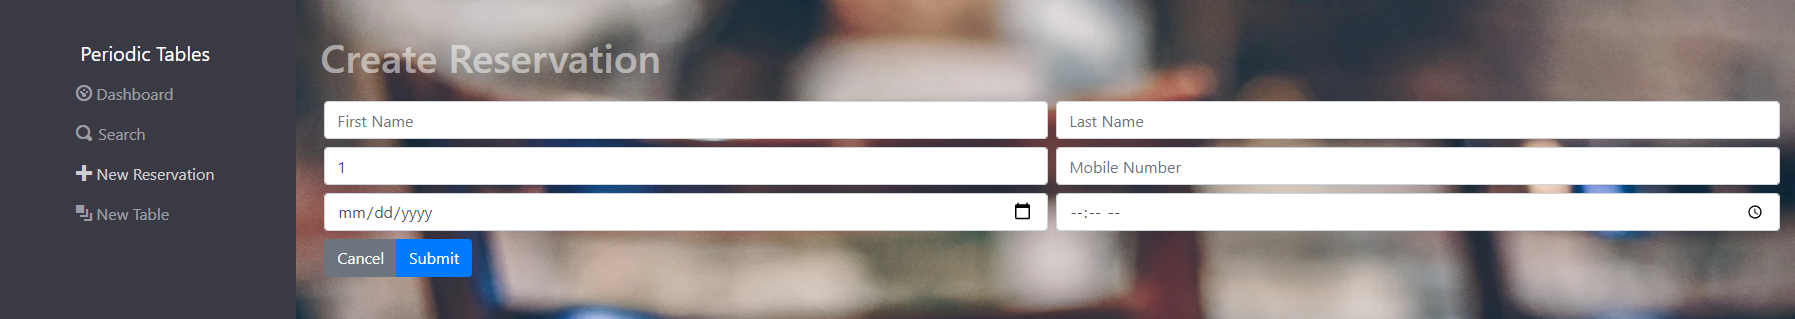 Periodic Tables
Dashboard
Search
New Reservation
New Table
Create Reservation
First Name
Last Name
1
Mobile Number
mm/dd/yyyy
--:-- --
Cancel
Submit